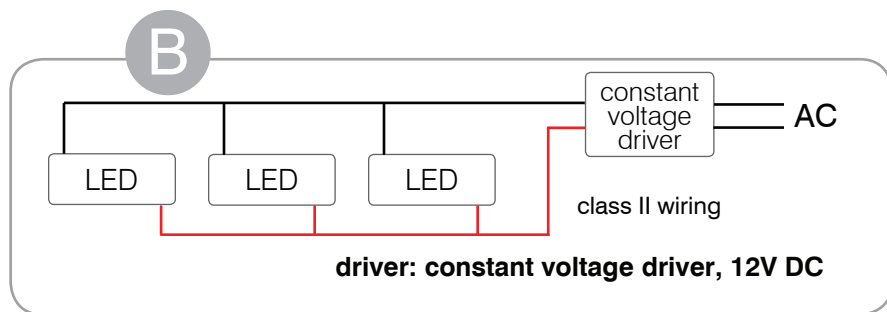 B
constant
voltage
driver
AC
LED
LED
LED
class II wiring
driver: constant voltage driver, 12V DC